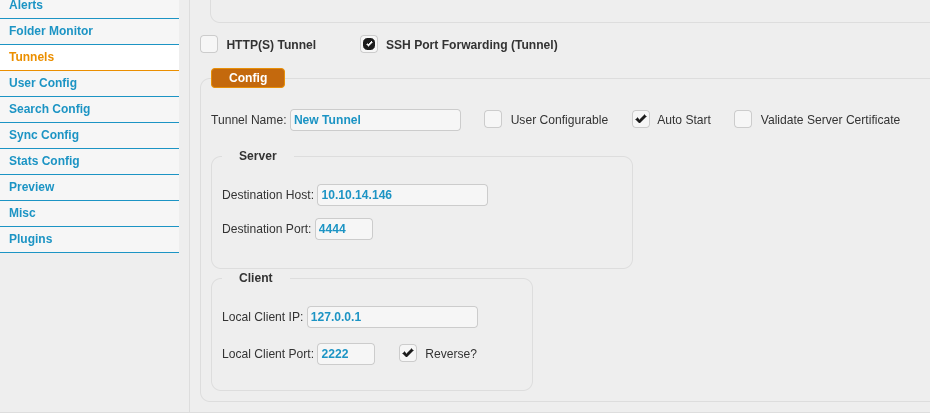 Alerts
Folder Monitor
Tunnels
User Config
Search Config
Sync Config
Stats Config
Preview
Misc
Plugins
HTTP(S) Tunnel SSH Port Forwarding (Tunnel)
Config
Tunnel Name: New Tunnel User Configurable Auto Start Validate Server Certificate
Server
Destination Host: 10.10.14.146
Destination Port: 4444
Client
Local Client IP: 127.0.0.1
Local Client Port: 2222 Reverse?